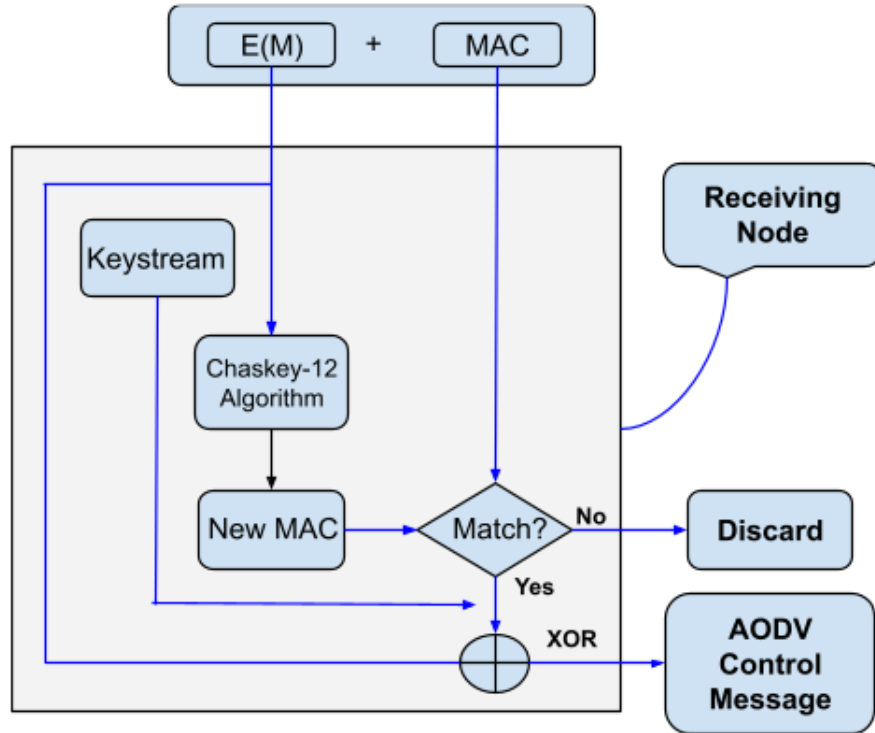 E(M) + MAC
Receiving
Node
Keystream
Chaskey-12
Algorithm
New MAC
Match?
No
Discard
Yes
XOR
AODV
Control
Message